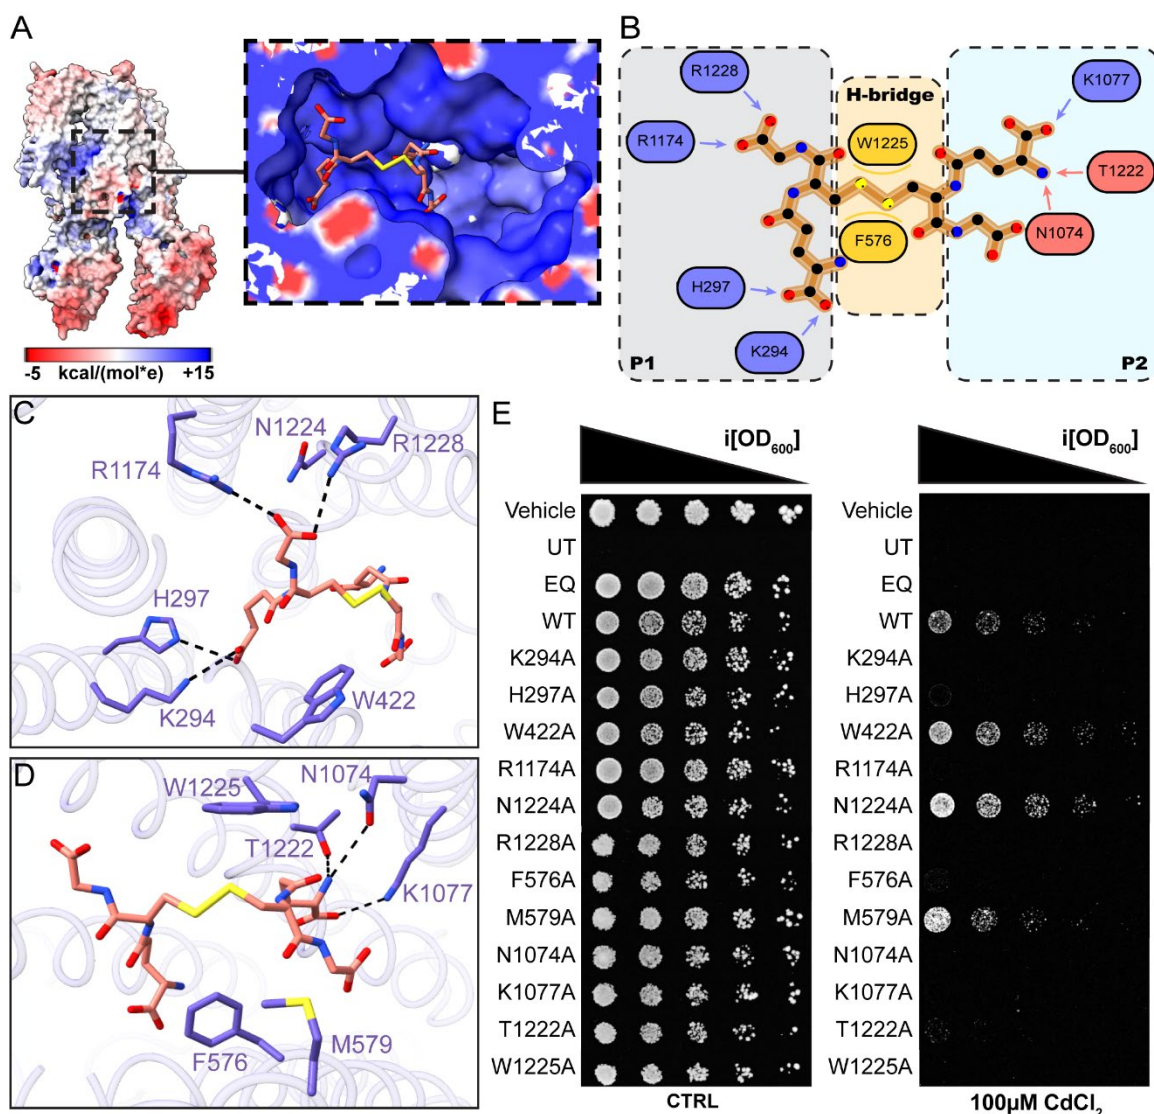 A
-5 kcal/(mol*e) +15
B
R1228
R1174
H297
K294
P1
H-bridge
W1225
F576
K1077
T1222
N1074
P2
C
R1174
N1224
R1228
H297
K294
W422
D
W1225
N1074
T1222
K1077
F576
M579
E
i[OD600]
Vehicle
UT
EQ
WT
K294A
H297A
W422A
R1174A
N1224A
R1228A
F576A
M579A
N1074A
K1077A
T1222A
W1225A
CTRL
i[OD600]
Vehicle
UT
EQ
WT
K294A
H297A
W422A
R1174A
N1224A
R1228A
F576A
M579A
N1074A
K1077A
T1222A
W1225A
100µM CdCl2